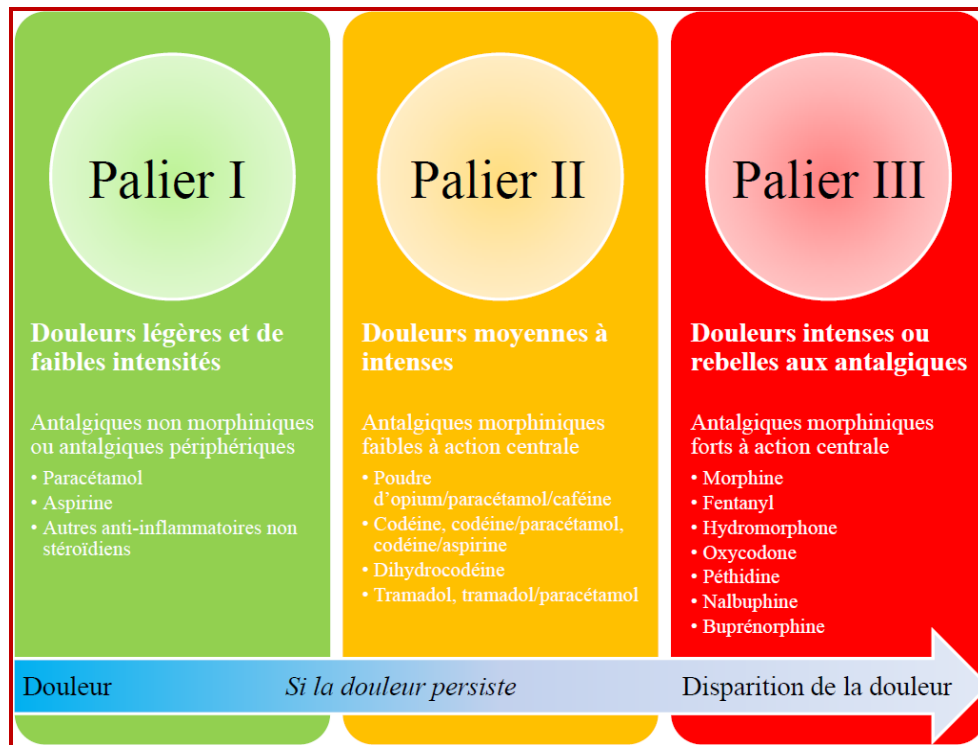 Palier I
Douleurs légères et de
faibles intensités
Antalgiques non morphiniques
ou antalgiques périphériques
• Paracétamol
• Aspirine
• Autres anti-inflammatoires non
stéroïdiens
Palier II
Douleurs moyennes à
intenses
Antalgiques morphiniques
faibles à action centrale
• Poudre
d’opium/paracétamol/caféine
• Codéine, codéine/paracétamol,
codéine/aspirine
• Dihydrocodéine
• Tramadol, tramadol/paracétamol
Palier III
Douleurs intenses ou
rebelles aux antalgiques
Antalgiques morphiniques
forts à action centrale
• Morphine
• Fentanyl
• Hydromorphone
• Oxycodone
• Péthidine
• Nalbuphine
• Buprénorphine
Douleur
Si la douleur persiste
Disparition de la douleur